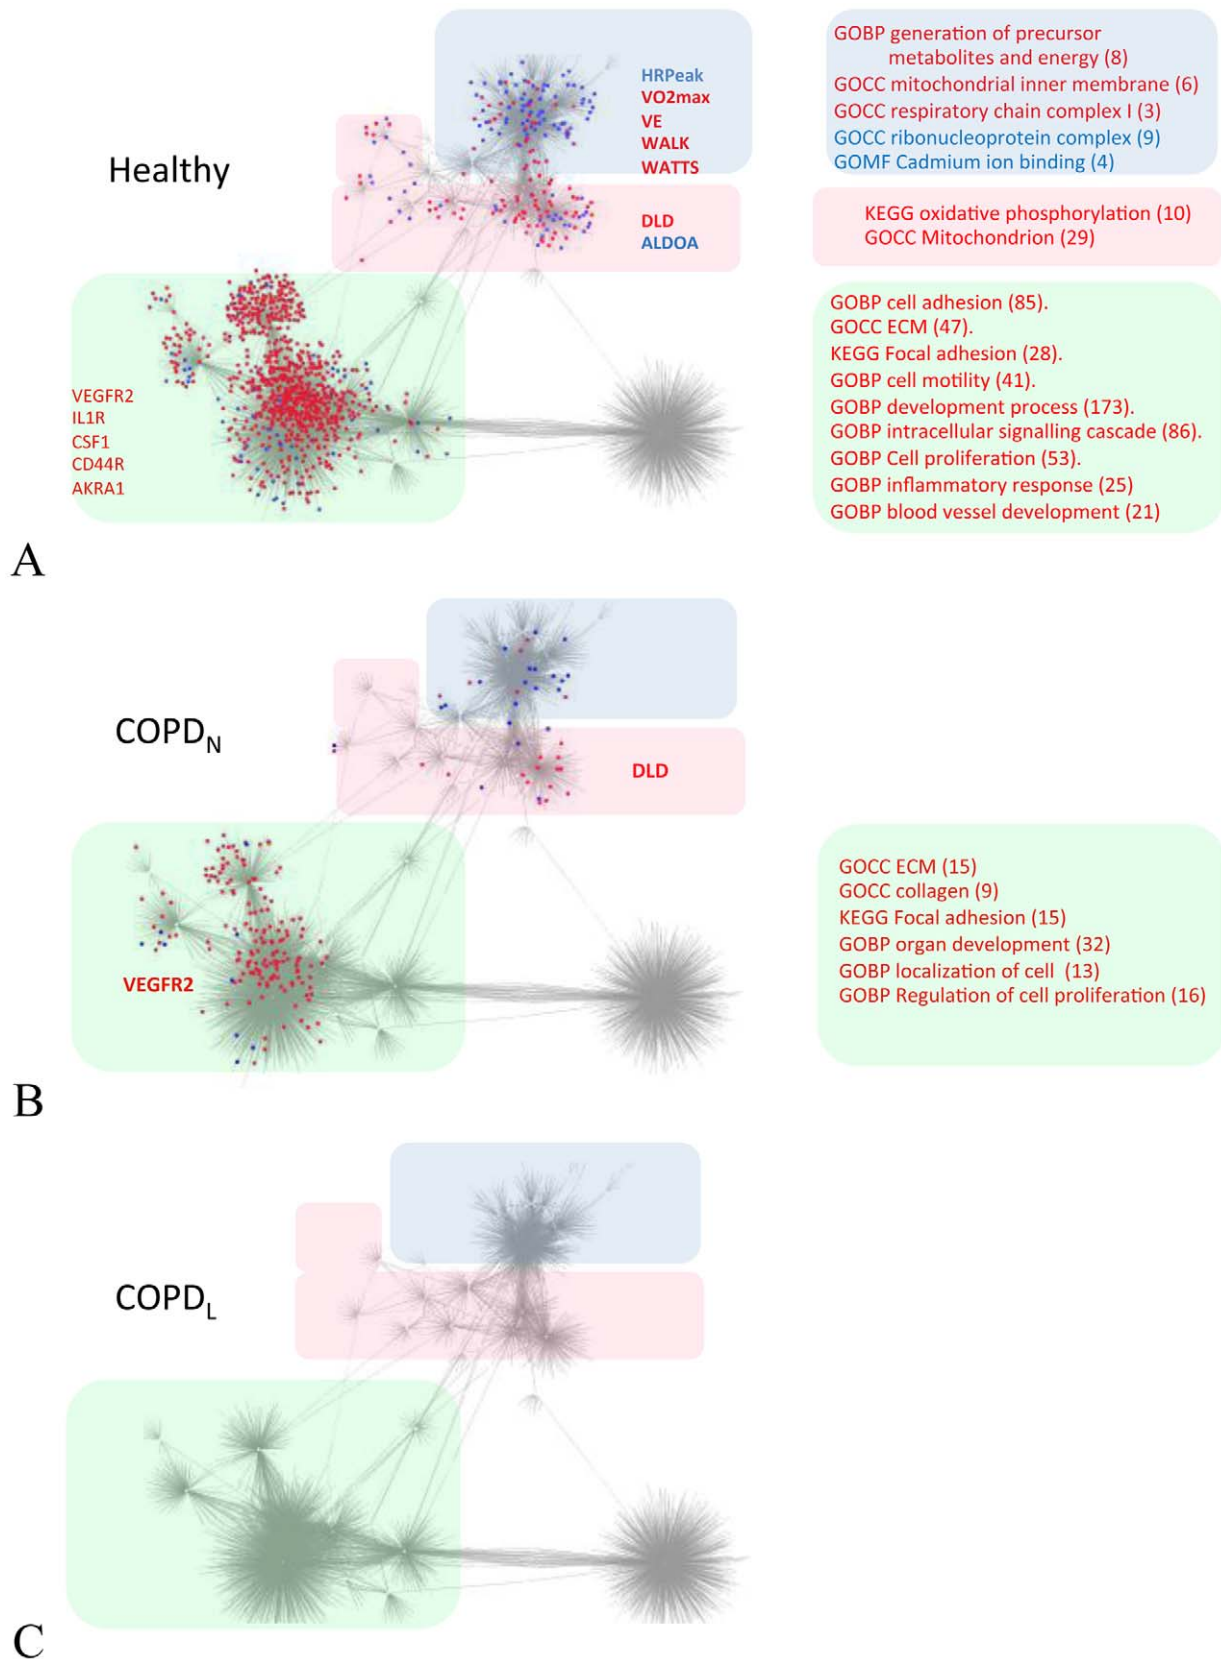 Healthy
HRPeak
VO2max
VE
WALK
WATTS
DLD
ALDOA
VEGFR2
IL1R
CSF1
CD44R
AKRA1
GOBP generation of precursor
metabolites and energy (8)
GOCC mitochondrial inner membrane (6)
GOCC respiratory chain complex I (3)
GOCC ribonucleoprotein complex (9)
GOMF Cadmium ion binding (4)
KEGG oxidative phosphorylation (10)
GOCC Mitochondrion (29)
GOBP cell adhesion (85).
GOCC ECM (47).
KEGG Focal adhesion (28).
GOBP cell motility (41).
GOBP development process (173).
GOBP intracellular signalling cascade (86).
GOBP Cell proliferation (53).
GOBP inflammatory response (25)
GOBP blood vessel development (21)
A
COPDN
DLD
VEGFR2
GOCC ECM (15)
GOCC collagen (9)
KEGG Focal adhesion (15)
GOBP organ development (32)
GOBP localization of cell (13)
GOBP Regulation of cell proliferation (16)
B
COPDL
C